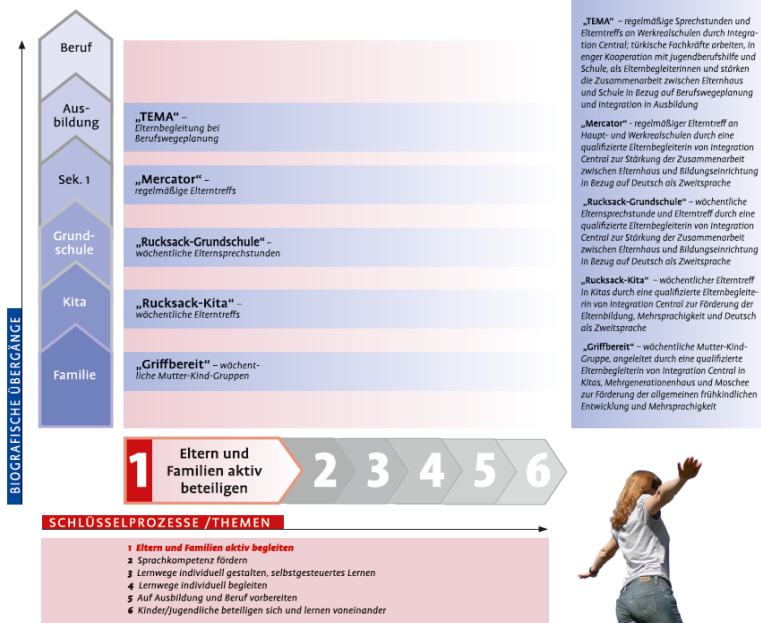 Beruf
Aus-
bildung
Sek. 1
Grund-
schule
Kita
Familie
BIOGRAFISCHE ÜBERGÄNGE
„TEMA“ –
Elternbegleitung bei
Berufswegeplanung
„Mercator“ –
regelmäßige Elterntreffs
„Rucksack-Grundschule“ –
wöchentliche Elternsprechstunden
„Rucksack-Kita“ –
wöchentliche Elterntreffs
„Griffbereit“ – wöchent-
liche Mutter-Kind-Gruppen
„TEMA“ – regelmäßige Sprechstunden und
Elterntreffs an Werkrealschulen durch Integra-
tion Central; türkische Fachkräfte arbeiten, in
enger Kooperation mit Jugendberufshilfe und
Schule, als Elternbegleiterinnen und stärken
die Zusammenarbeit zwischen Elternhaus
und Schule in Bezug auf Berufswegeplanung
und Integration in Ausbildung
„Mercator“ - regelmäßiger Elterntreff an
Haupt- und Werkrealschulen durch eine
qualifizierte Elternbegleiterin von Integration
Central zur Stärkung der Zusammenarbeit
zwischen Elternhaus und Bildungseinrichtung
in Bezug auf Deutsch als Zweitsprache
„Rucksack-Grundschule“ – wöchentliche
Elternsprechstunde und Elterntreff durch eine
qualifizierte Elternbegleiterin von Integration
Central zur Stärkung der Zusammenarbeit
zwischen Elternhaus und Bildungseinrichtung
in Bezug auf Deutsch als Zweitsprache
„Rucksack-Kita“ – wöchentlicher Elterntreff
in Kitas durch eine qualifizierte Elternbegleite-
rin von Integration Central zur Förderung der
Elternbildung, Mehrsprachigkeit und Deutsch
als Zweitsprache
„Griffbereit“ – wöchentliche Mutter-Kind-
Gruppe, angeleitet durch eine qualifizierte
Elternbegleiterin von Integration Central in
Kitas, Mehrgenerationenhaus und Moschee
zur Förderung der allgemeinen frühkindlichen
Entwicklung und Mehrsprachigkeit
1 Eltern und
Familien aktiv
beteiligen
2 3 4 5 6
SCHLÜSSELPROZESSE /THEMEN
1 Eltern und Familien aktiv begleiten
2 Sprachkompetenz fördern
3 Lernwege individuell gestalten, selbstgesteuertes Lernen
4 Lernwege individuell begleiten
5 Auf Ausbildung und Beruf vorbereiten
6 Kinder/Jugendliche beteiligen sich und lernen voneinander